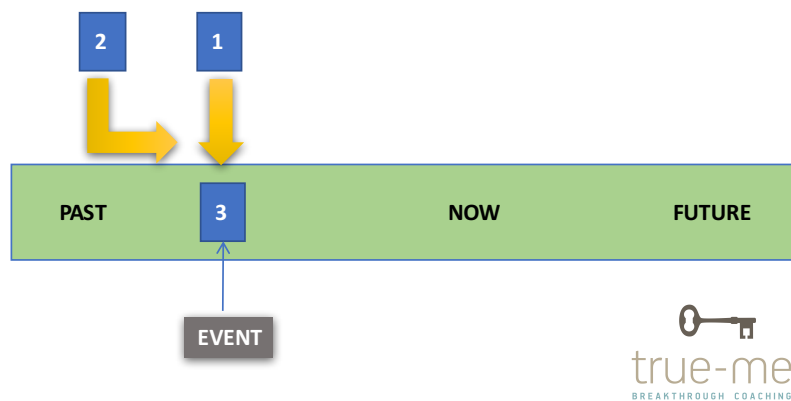 2 1
PAST 3 NOW FUTURE
EVENT
true-me
BREAKTHROUGH COACHING